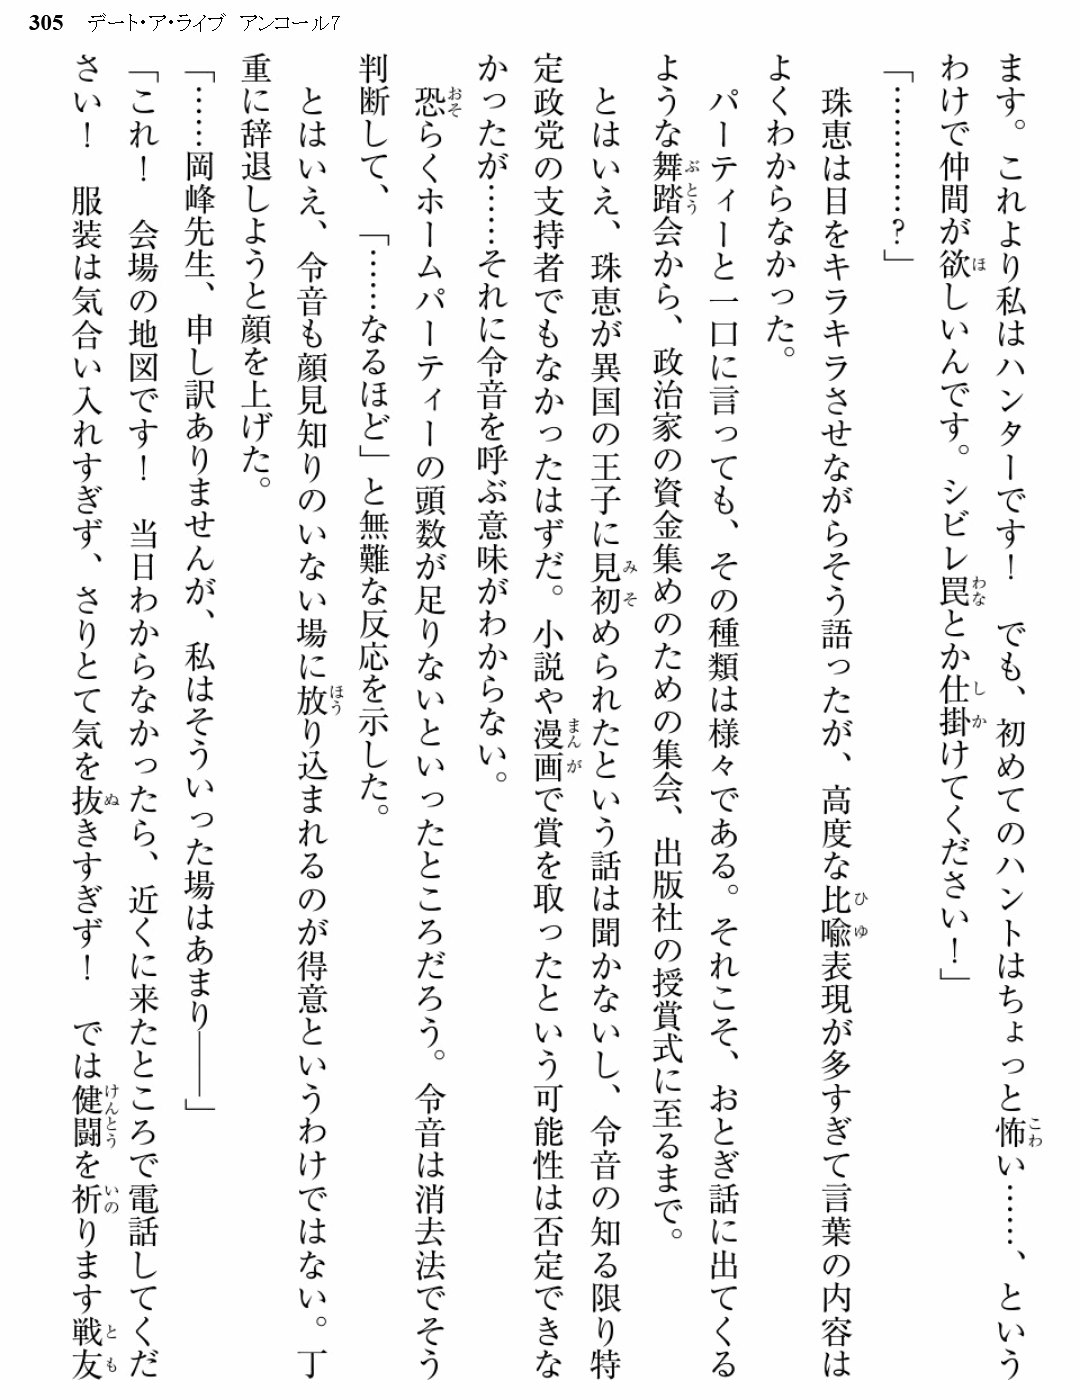 305　デート・ア・ライブ　アンコール7
ます。これより私はハンターです！　でも、初めてのハントはちょっと怖い……、という
わけで仲間が欲しいんです。シビレ罠とか仕掛けてください！」
「…………？」
　珠恵は目をキラキラさせながらそう語ったが、高度な比喩表現が多すぎて言葉の内容は
よくわからなかった。
　パーティーと一口に言っても、その種類は様々である。それこそ、おとぎ話に出てくる
ような舞踏会から、政治家の資金集めのための集会、出版社の授賞式に至るまで。
　とはいえ、珠恵が異国の王子に見初められたという話は聞かないし、令音の知る限り特
定政党の支持者でもなかったはずだ。小説や漫画で賞を取ったという可能性は否定できな
かったが……それに令音を呼ぶ意味がわからない。
　恐らくホームパーティーの頭数が足りないといったところだろう。令音は消去法でそう
判断して、「……なるほど」と無難な反応を示した。
　とはいえ、令音も顔見知りのいない場に放り込まれるのが得意というわけではない。丁
重に辞退しようと顔を上げた。
「……岡峰先生、申し訳ありませんが、私はそういった場はあまり――」
「これ！　会場の地図です！　当日わからなかったら、近くに来たところで電話してくだ
さい！　服装は気合い入れすぎず、さりとて気を抜きすぎず！　では健闘を祈ります戦友